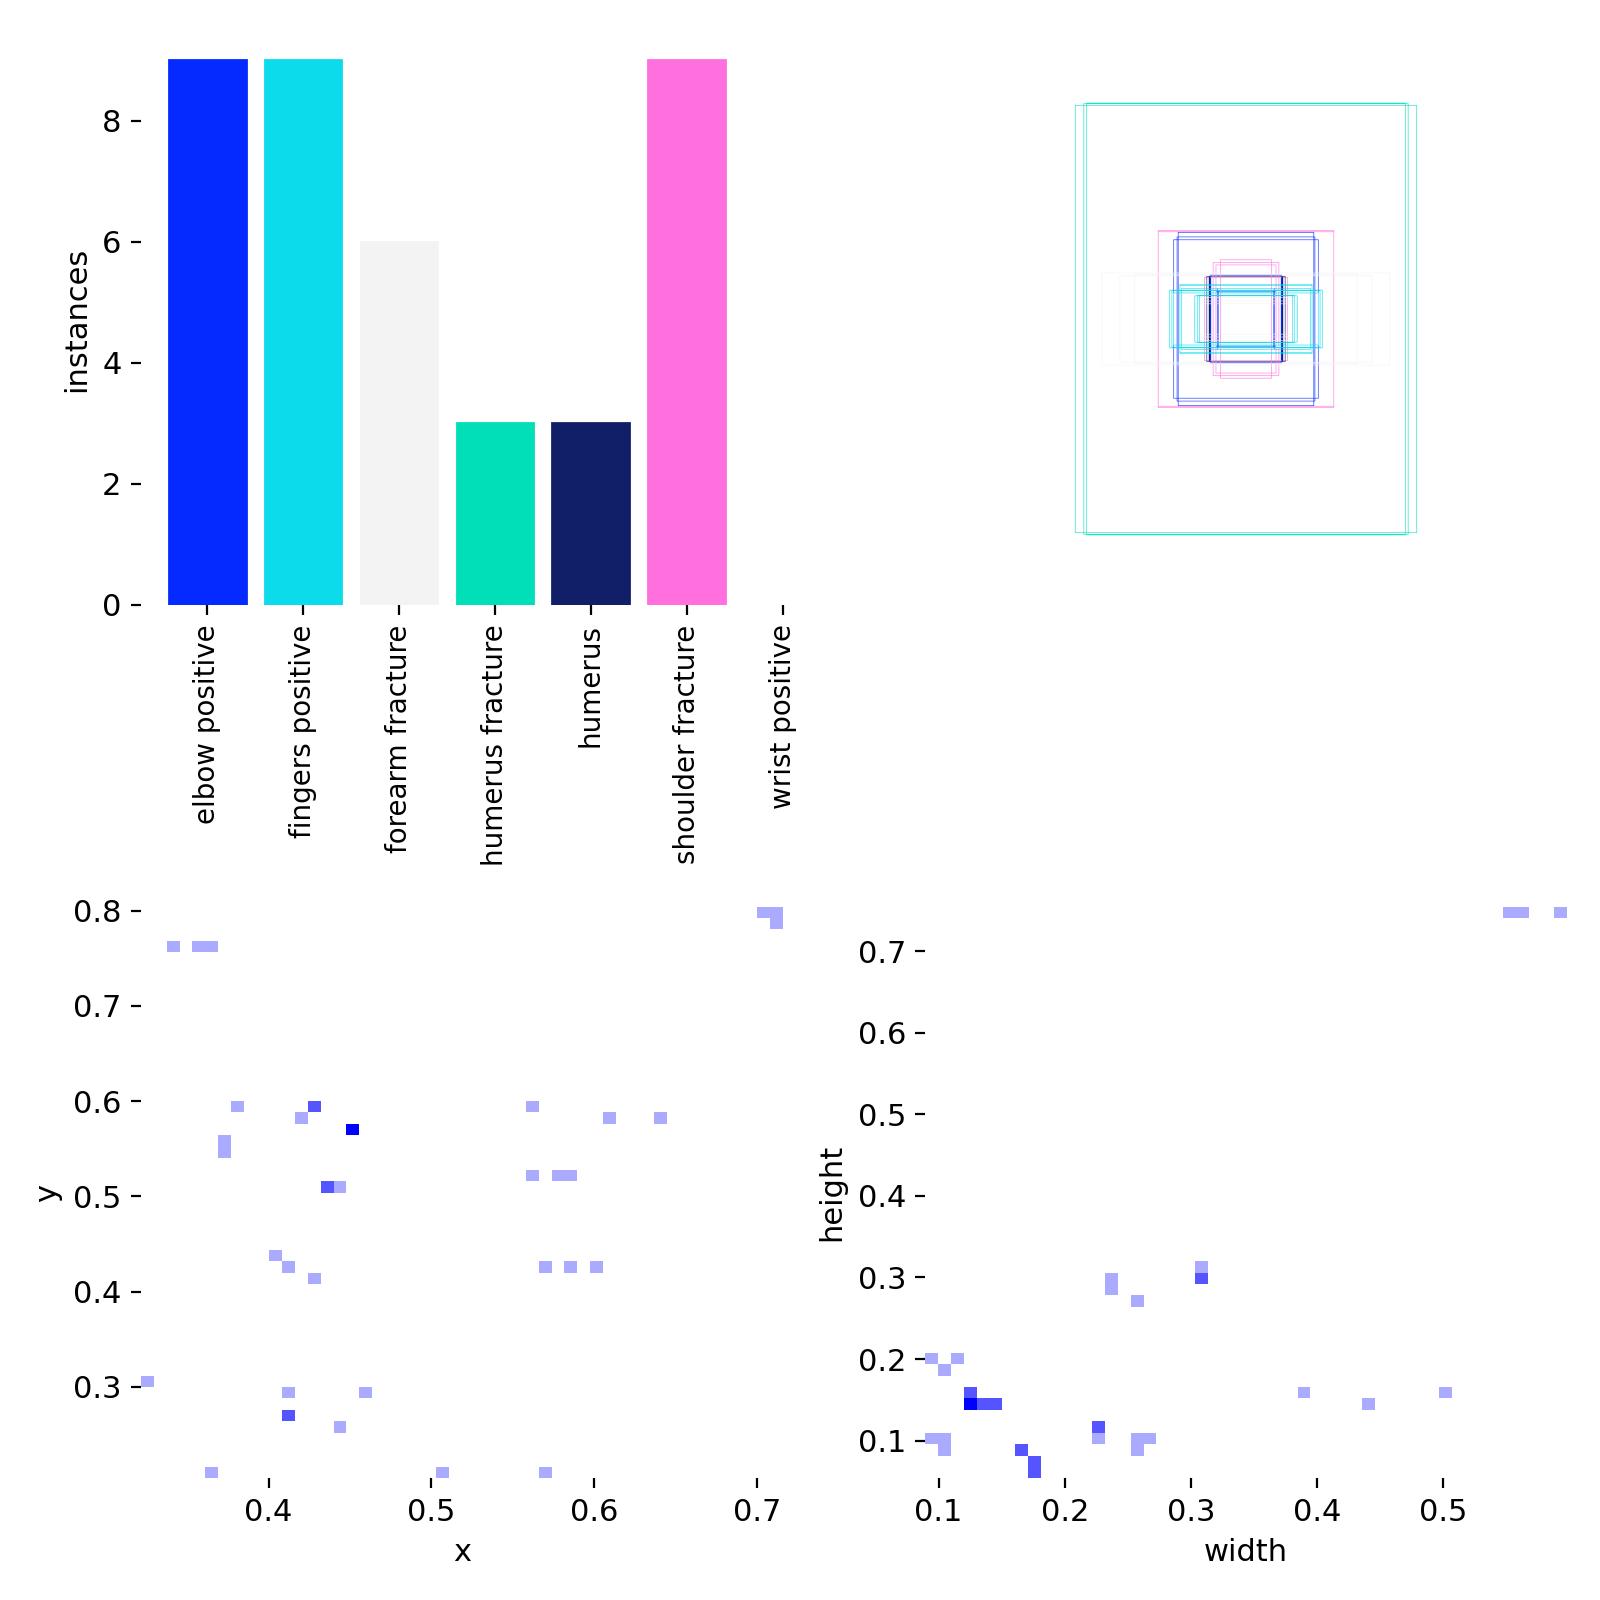 instances
8
6
4
2
0
elbow positive
fingers positive
forearm fracture
humerus fracture
humerus
shoulder fracture
wrist positive
y
0.8
0.7
0.6
0.5
0.4
0.3
0.4 0.5 0.6 0.7
x
height
0.7
0.6
0.5
0.4
0.3
0.2
0.1
0.1 0.2 0.3 0.4 0.5
width